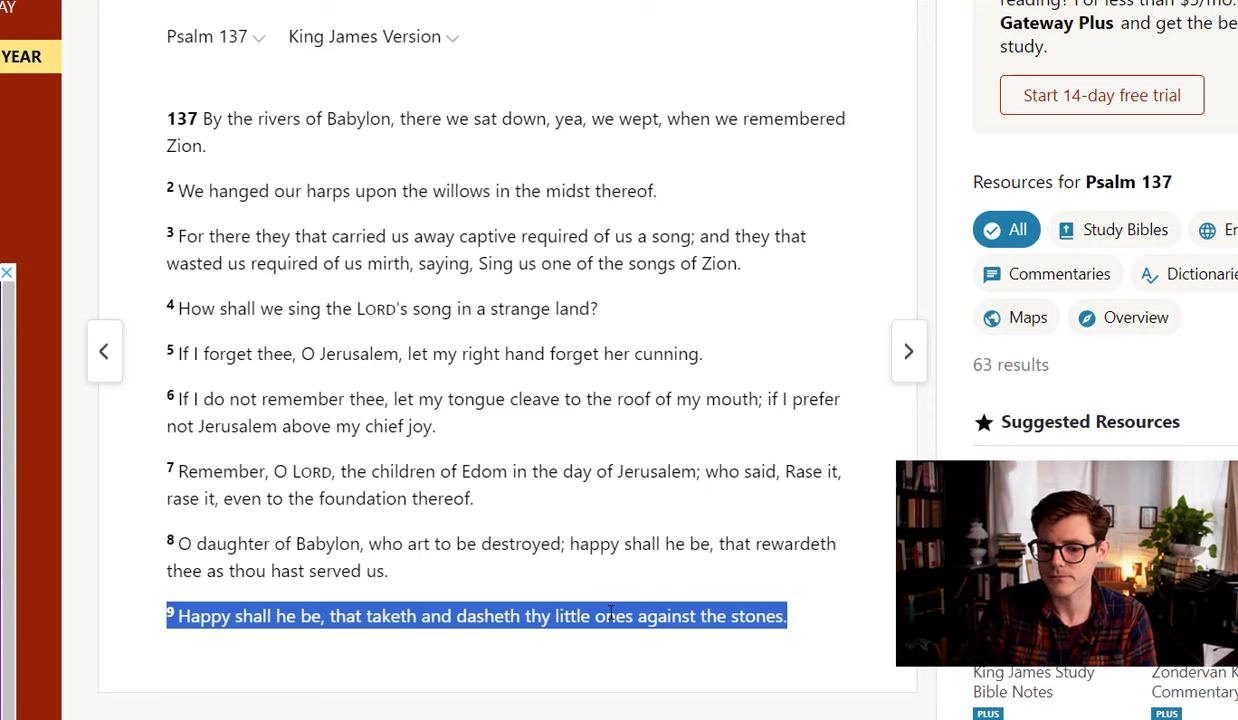 AY
YEAR
Psalm 137
King James Version
137 By the rivers of Babylon, there we sat down, yea, we wept, when we remembered
Zion.
2 We hanged our harps upon the willows in the midst thereof.
3 For there they that carried us away captive required of us a song; and they that
wasted us required of us mirth, saying, Sing us one of the songs of Zion.
4 How shall we sing the LORD's song in a strange land?
5 If I forget thee, O Jerusalem, let my right hand forget her cunning.
6 If I do not remember thee, let my tongue cleave to the roof of my mouth; if I prefer
not Jerusalem above my chief joy.
7 Remember, O LORD, the children of Edom in the day of Jerusalem; who said, Rase it,
rase it, even to the foundation thereof.
8 O daughter of Babylon, who art to be destroyed; happy shall he be, that rewardeth
thee as thou hast served us.
9 Happy shall he be, that taketh and dasheth thy little ones against the stones.
reading? For less than $5/mo.
Gateway Plus and get the be
study.
Start 14-day free trial
Resources for Psalm 137
All
Study Bibles
En
Commentaries
Dictionarie
Maps
Overview
63 results
Suggested Resources
King James Study
Bible Notes
PLUS
Zondervan K
Commentary
PLUS